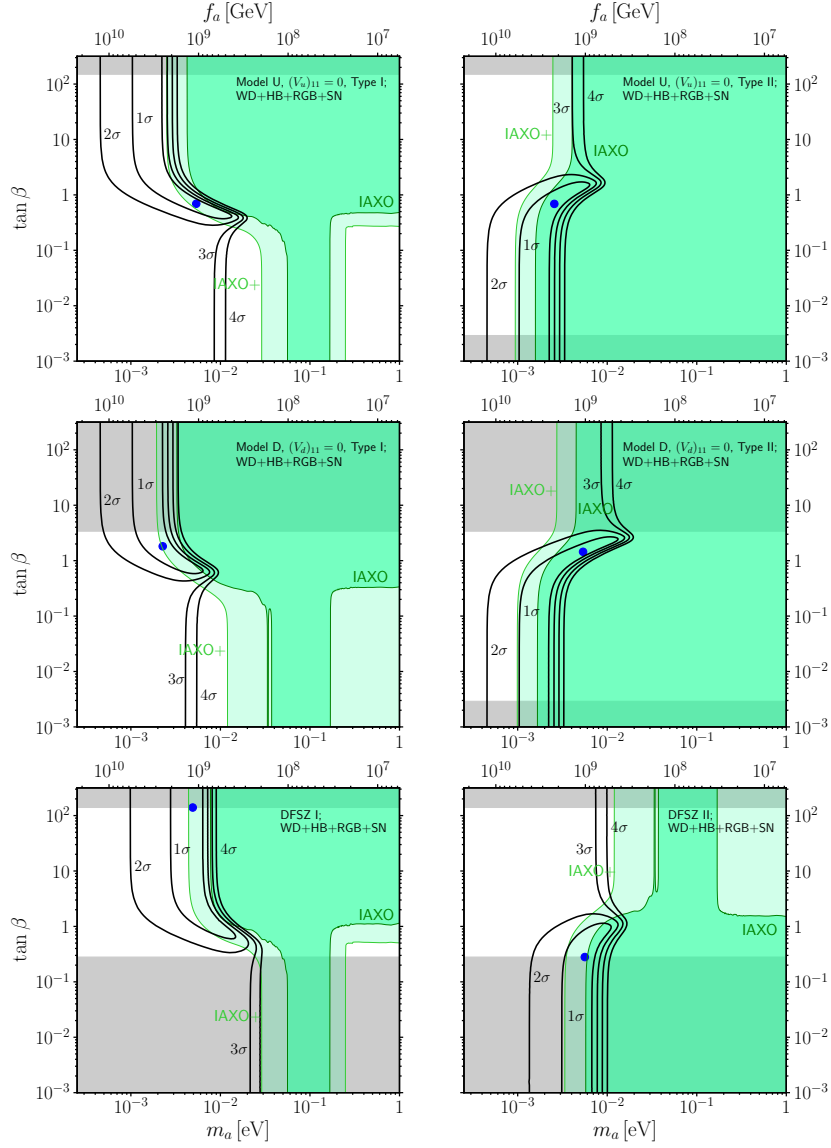 f_a [GeV] f_a [GeV]
10^10 10^9 10^8 10^7 10^10 10^9 10^8 10^7
Model U, (V_u)_11 = 0, Type I;
WD+HB+RGB+SN
10^2
10
1
10^-1
10^-2
10^-3
tan β
2σ
1σ
3σ
4σ
IAXO+
IAXO
10^-3 10^-2 10^-1 1
Model U, (V_u)_11 = 0, Type II;
WD+HB+RGB+SN
3σ
4σ
IAXO+
IAXO
1σ
2σ
10^2
10
1
10^-1
10^-2
10^-3
10^-3 10^-2 10^-1 1
10^10 10^9 10^8 10^7 10^10 10^9 10^8 10^7
Model D, (V_d)_11 = 0, Type I;
WD+HB+RGB+SN
10^2
10
1
10^-1
10^-2
10^-3
tan β
2σ
1σ
IAXO
IAXO+
3σ
4σ
10^-3 10^-2 10^-1 1
Model D, (V_d)_11 = 0, Type II;
WD+HB+RGB+SN
3σ
4σ
IAXO+
IAXO
1σ
2σ
10^2
10
1
10^-1
10^-2
10^-3
10^-3 10^-2 10^-1 1
10^10 10^9 10^8 10^7 10^10 10^9 10^8 10^7
DFSZ I;
WD+HB+RGB+SN
10^2
10
1
10^-1
10^-2
10^-3
tan β
2σ
1σ
4σ
IAXO
IAXO+
3σ
10^-3 10^-2 10^-1 1
DFSZ II;
WD+HB+RGB+SN
4σ
3σ
IAXO+
IAXO
2σ
1σ
10^2
10
1
10^-1
10^-2
10^-3
10^-3 10^-2 10^-1 1
m_a [eV] m_a [eV]